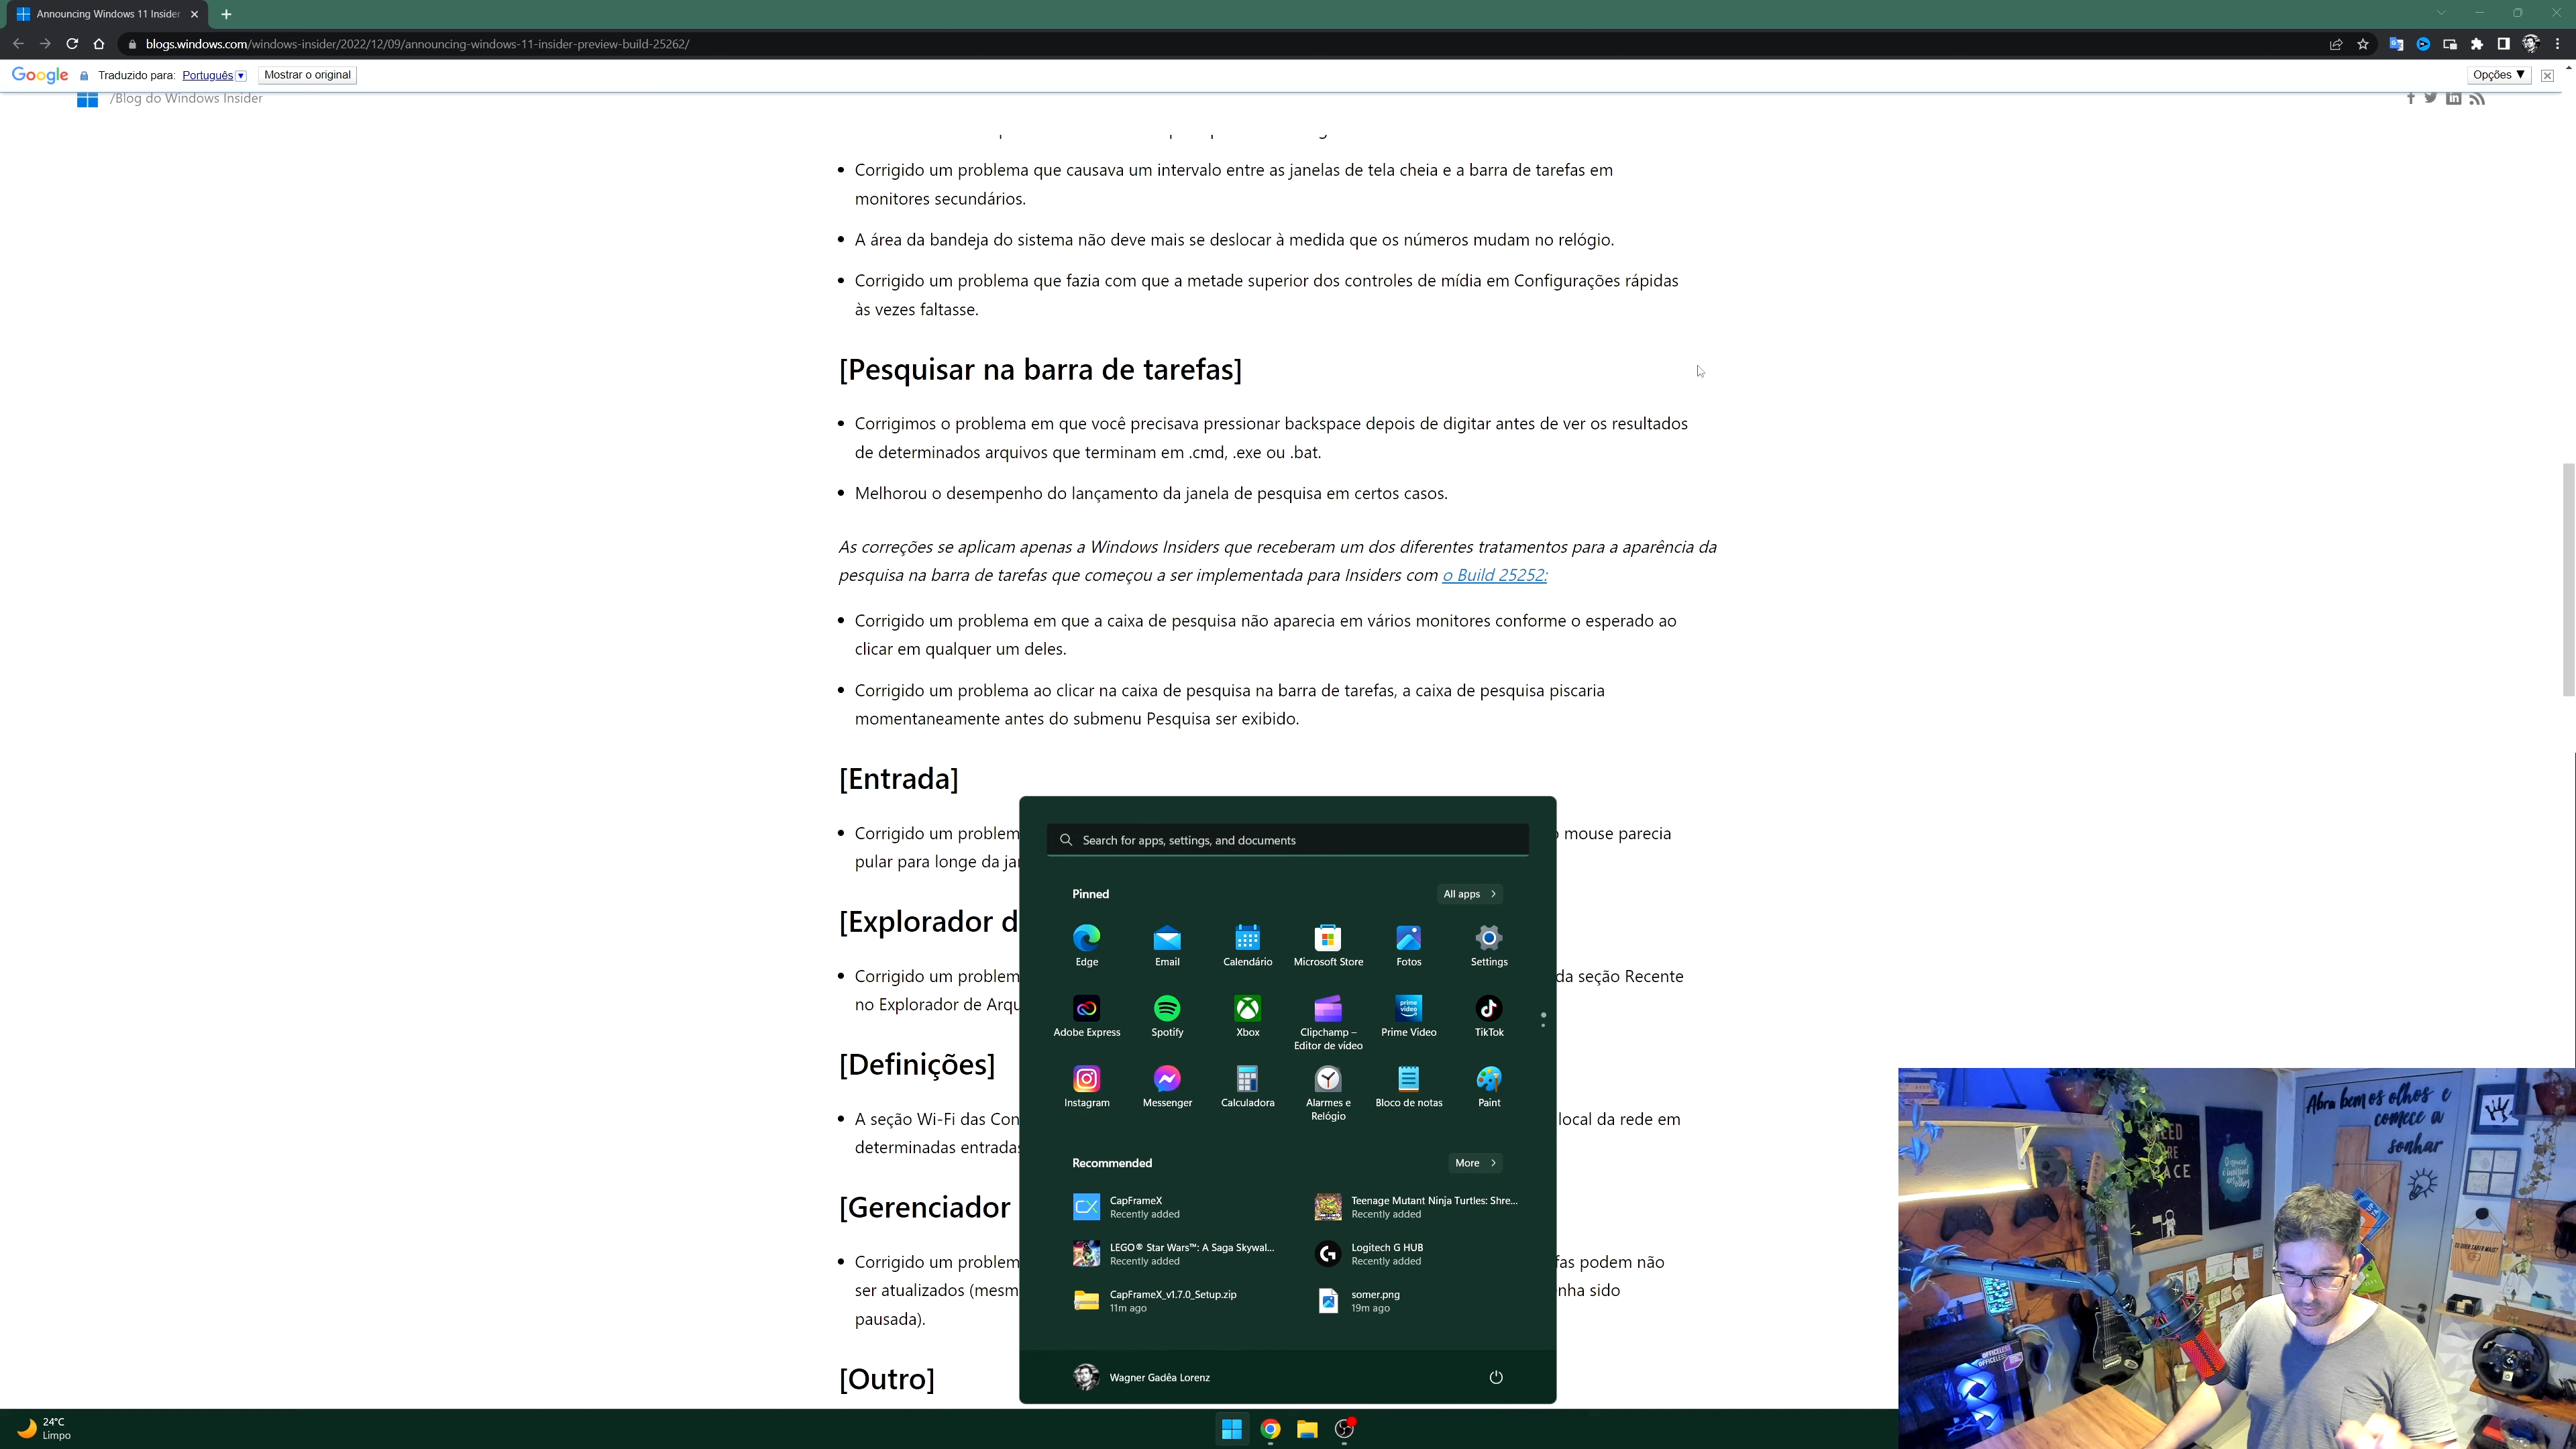 Announcing Windows 11 Insider
blogs.windows.com/windows-insider/2022/12/09/announcing-windows-11-insider-preview-build-25262/
Google Traduzido para: Português Mostrar o original Opções ▼
/Blog do Windows Insider
Corrigido um problema que causava um intervalo entre as janelas de tela cheia e a barra de tarefas em
monitores secundários.
A área da bandeja do sistema não deve mais se deslocar à medida que os números mudam no relógio.
Corrigido um problema que fazia com que a metade superior dos controles de mídia em Configurações rápidas
às vezes faltasse.
[Pesquisar na barra de tarefas]
Corrigimos o problema em que você precisava pressionar backspace depois de digitar antes de ver os resultados
de determinados arquivos que terminam em .cmd, .exe ou .bat.
Melhorou o desempenho do lançamento da janela de pesquisa em certos casos.
As correções se aplicam apenas a Windows Insiders que receberam um dos diferentes tratamentos para a aparência da
pesquisa na barra de tarefas que começou a ser implementada para Insiders com o Build 25252:
Corrigido um problema em que a caixa de pesquisa não aparecia em vários monitores conforme o esperado ao
clicar em qualquer um deles.
Corrigido um problema ao clicar na caixa de pesquisa na barra de tarefas, a caixa de pesquisa piscaria
momentaneamente antes do submenu Pesquisa ser exibido.
[Entrada]
Corrigido um problem
mouse parecia
pular para longe da jan
[Explorador d
Corrigido um problem
da seção Recente
no Explorador de Arqu
[Definições]
A seção Wi-Fi das Con
local da rede em
determinadas entradas
[Gerenciador
Corrigido um problem
fas podem não
ser atualizados (mesm
nha sido
pausada).
[Outro]
Search for apps, settings, and documents
Pinned All apps
Edge Email Calendário Microsoft Store Fotos Settings
prime
video
Adobe Express Spotify Xbox Clipchamp – Prime Video TikTok
Editor de vídeo
Instagram Messenger Calculadora Alarmes e Bloco de notas Paint
Relógio
Recommended More
CapFrameX Teenage Mutant Ninja Turtles: Shre...
Recently added Recently added
LEGO® Star Wars™: A Saga Skywal... Logitech G HUB
Recently added Recently added
CapFrameX_v1.7.0_Setup.zip somer.png
11m ago 19m ago
Wagner Gadêa Lorenz
24°C
Limpo
Abra bem os olhos e
comece a
sonhar
OFFICELESS